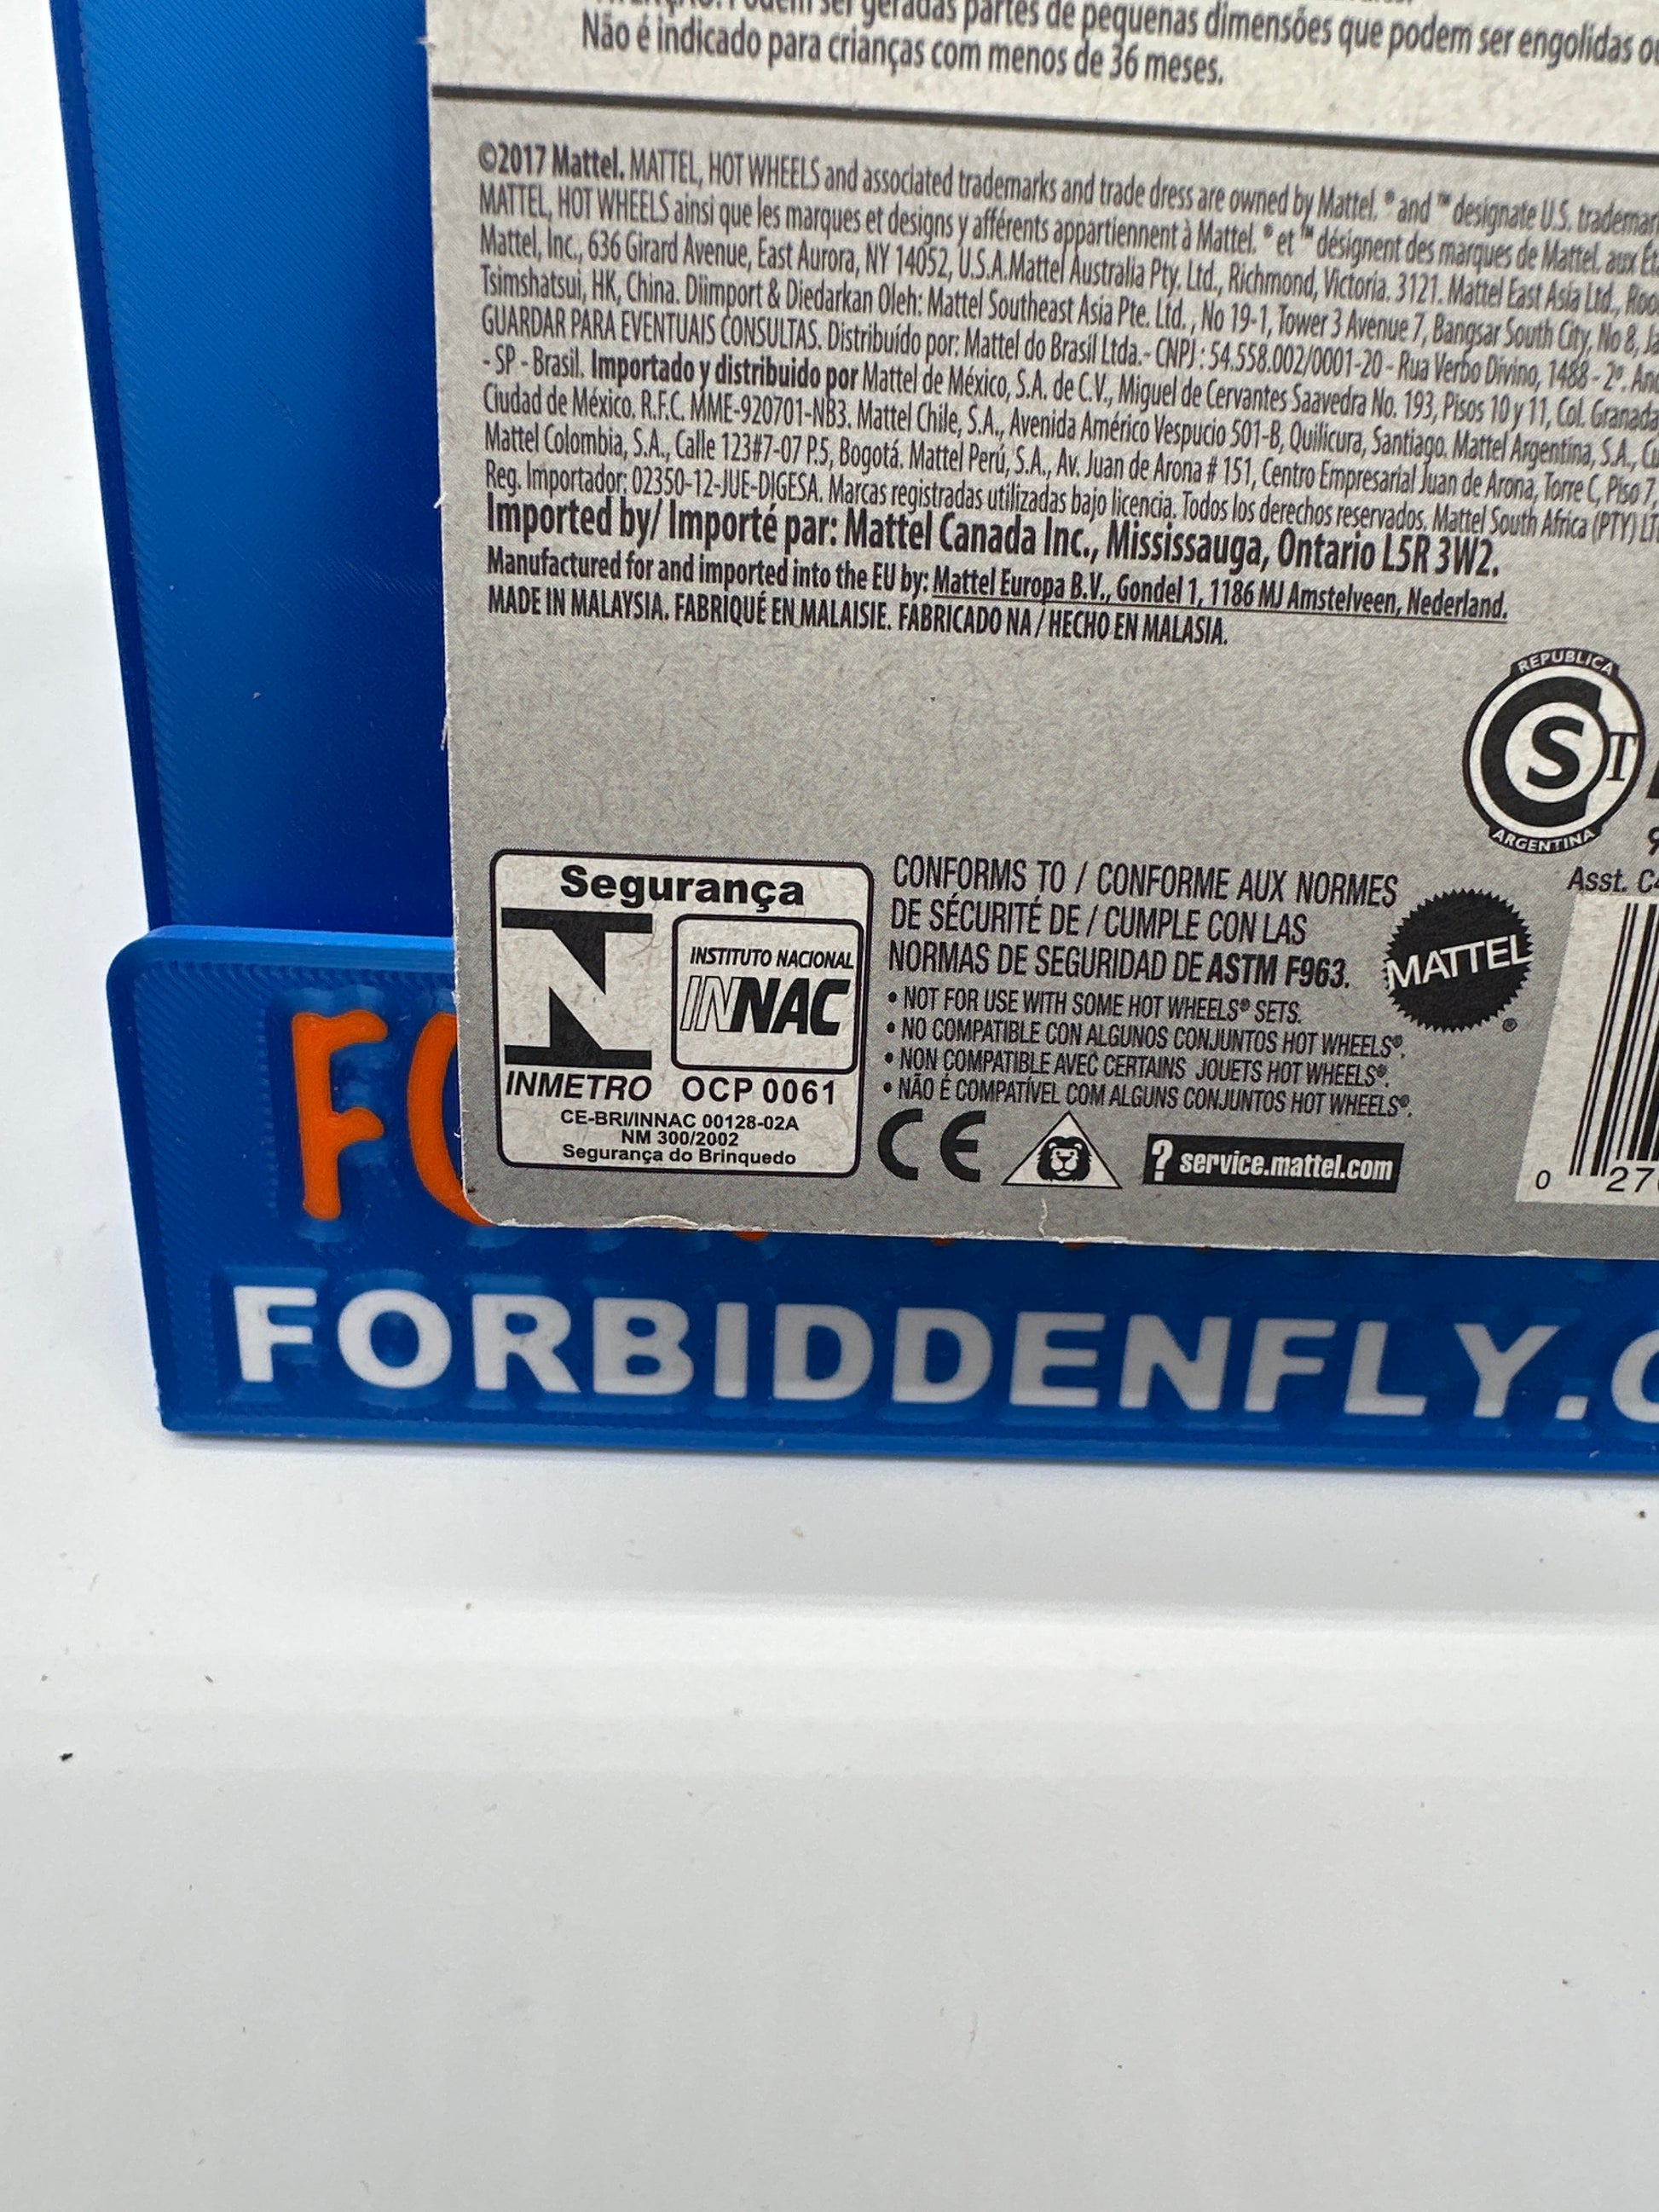 ser geradas partes de pequenas dimensões que podem ser engolidas
Não é indicado para crianças com menos de 36 meses.
©2017 Mattel. MATTEL, HOT WHEELS and associated trademarks and trade dress are owned by Mattel. ® and ™ designate U.S.
MATTEL, HOT WHEELS ainsi que les marques et designs y afférents appartiennent à Mattel. ® et ™ désignent des marques de Mattel. aux
Mattel, Inc., 636 Girard Avenue, East Aurora, NY 14052, U.S.A.Mattel Australia Pty. Ltd., Richmond, Victoria. 3121. Mattel East Asia Ltd.,
Tsimshatsui, HK, China. Diimport & Diedarkan Oleh: Mattel Southeast Asia Pte. Ltd. , No 19-1, Tower 3 Avenue 7, Bangsar South City, No 8,
GUARDAR PARA EVENTUAIS CONSULTAS. Distribuído por: Mattel do Brasil Ltda.- CNPJ : 54.558.002/0001-20 - Rua Verbo Divino, 1488 - 2º.
- SP - Brasil. Importado y distribuido por Mattel de México, S.A. de C.V., Miguel de Cervantes Saavedra No. 193, Pisos 10 y 11, Col. Granada,
Ciudad de México. R.F.C. MME-920701-NB3. Mattel Chile, S.A., Avenida Américo Vespucio 501-B, Quilicura, Santiago. Mattel Argentina, S.A.,
Mattel Colombia, S.A., Calle 123#7-07 P.5, Bogotá. Mattel Perú, S.A., Av. Juan de Arona # 151, Centro Empresarial Juan de Arona, Torre C, Piso 7,
Reg. Importador: 02350-12-JUE-DIGESA. Marcas registradas utilizadas bajo licencia. Todos los derechos reservados. Mattel South Africa (PTY)
Imported by/ Importé par: Mattel Canada Inc., Mississauga, Ontario L5R 3W2.
Manufactured for and imported into the EU by: Mattel Europa B.V., Gondel 1, 1186 MJ Amstelveen, Nederland.
MADE IN MALAYSIA. FABRIQUÉ EN MALAISIE. FABRICADO NA / HECHO EN MALASIA.
REPUBLICA
S T
ARGENTINA
Asst.
Segurança
INSTITUTO NACIONAL
INNAC
INMETRO OCP 0061
CE-BRI/INNAC 00128-02A
NM 300/2002
Segurança do Brinquedo
CONFORMS TO / CONFORME AUX NORMES
DE SÉCURITÉ DE / CUMPLE CON LAS
NORMAS DE SEGURIDAD DE ASTM F963.
• NOT FOR USE WITH SOME HOT WHEELS® SETS.
• NO COMPATIBLE CON ALGUNOS CONJUNTOS HOT WHEELS®.
• NON COMPATIBLE AVEC CERTAINS JOUETS HOT WHEELS®.
• NÃO É COMPATÍVEL COM ALGUNS CONJUNTOS HOT WHEELS®.
MATTEL®
CE
? service.mattel.com
0 27
FORBIDDENFLY.